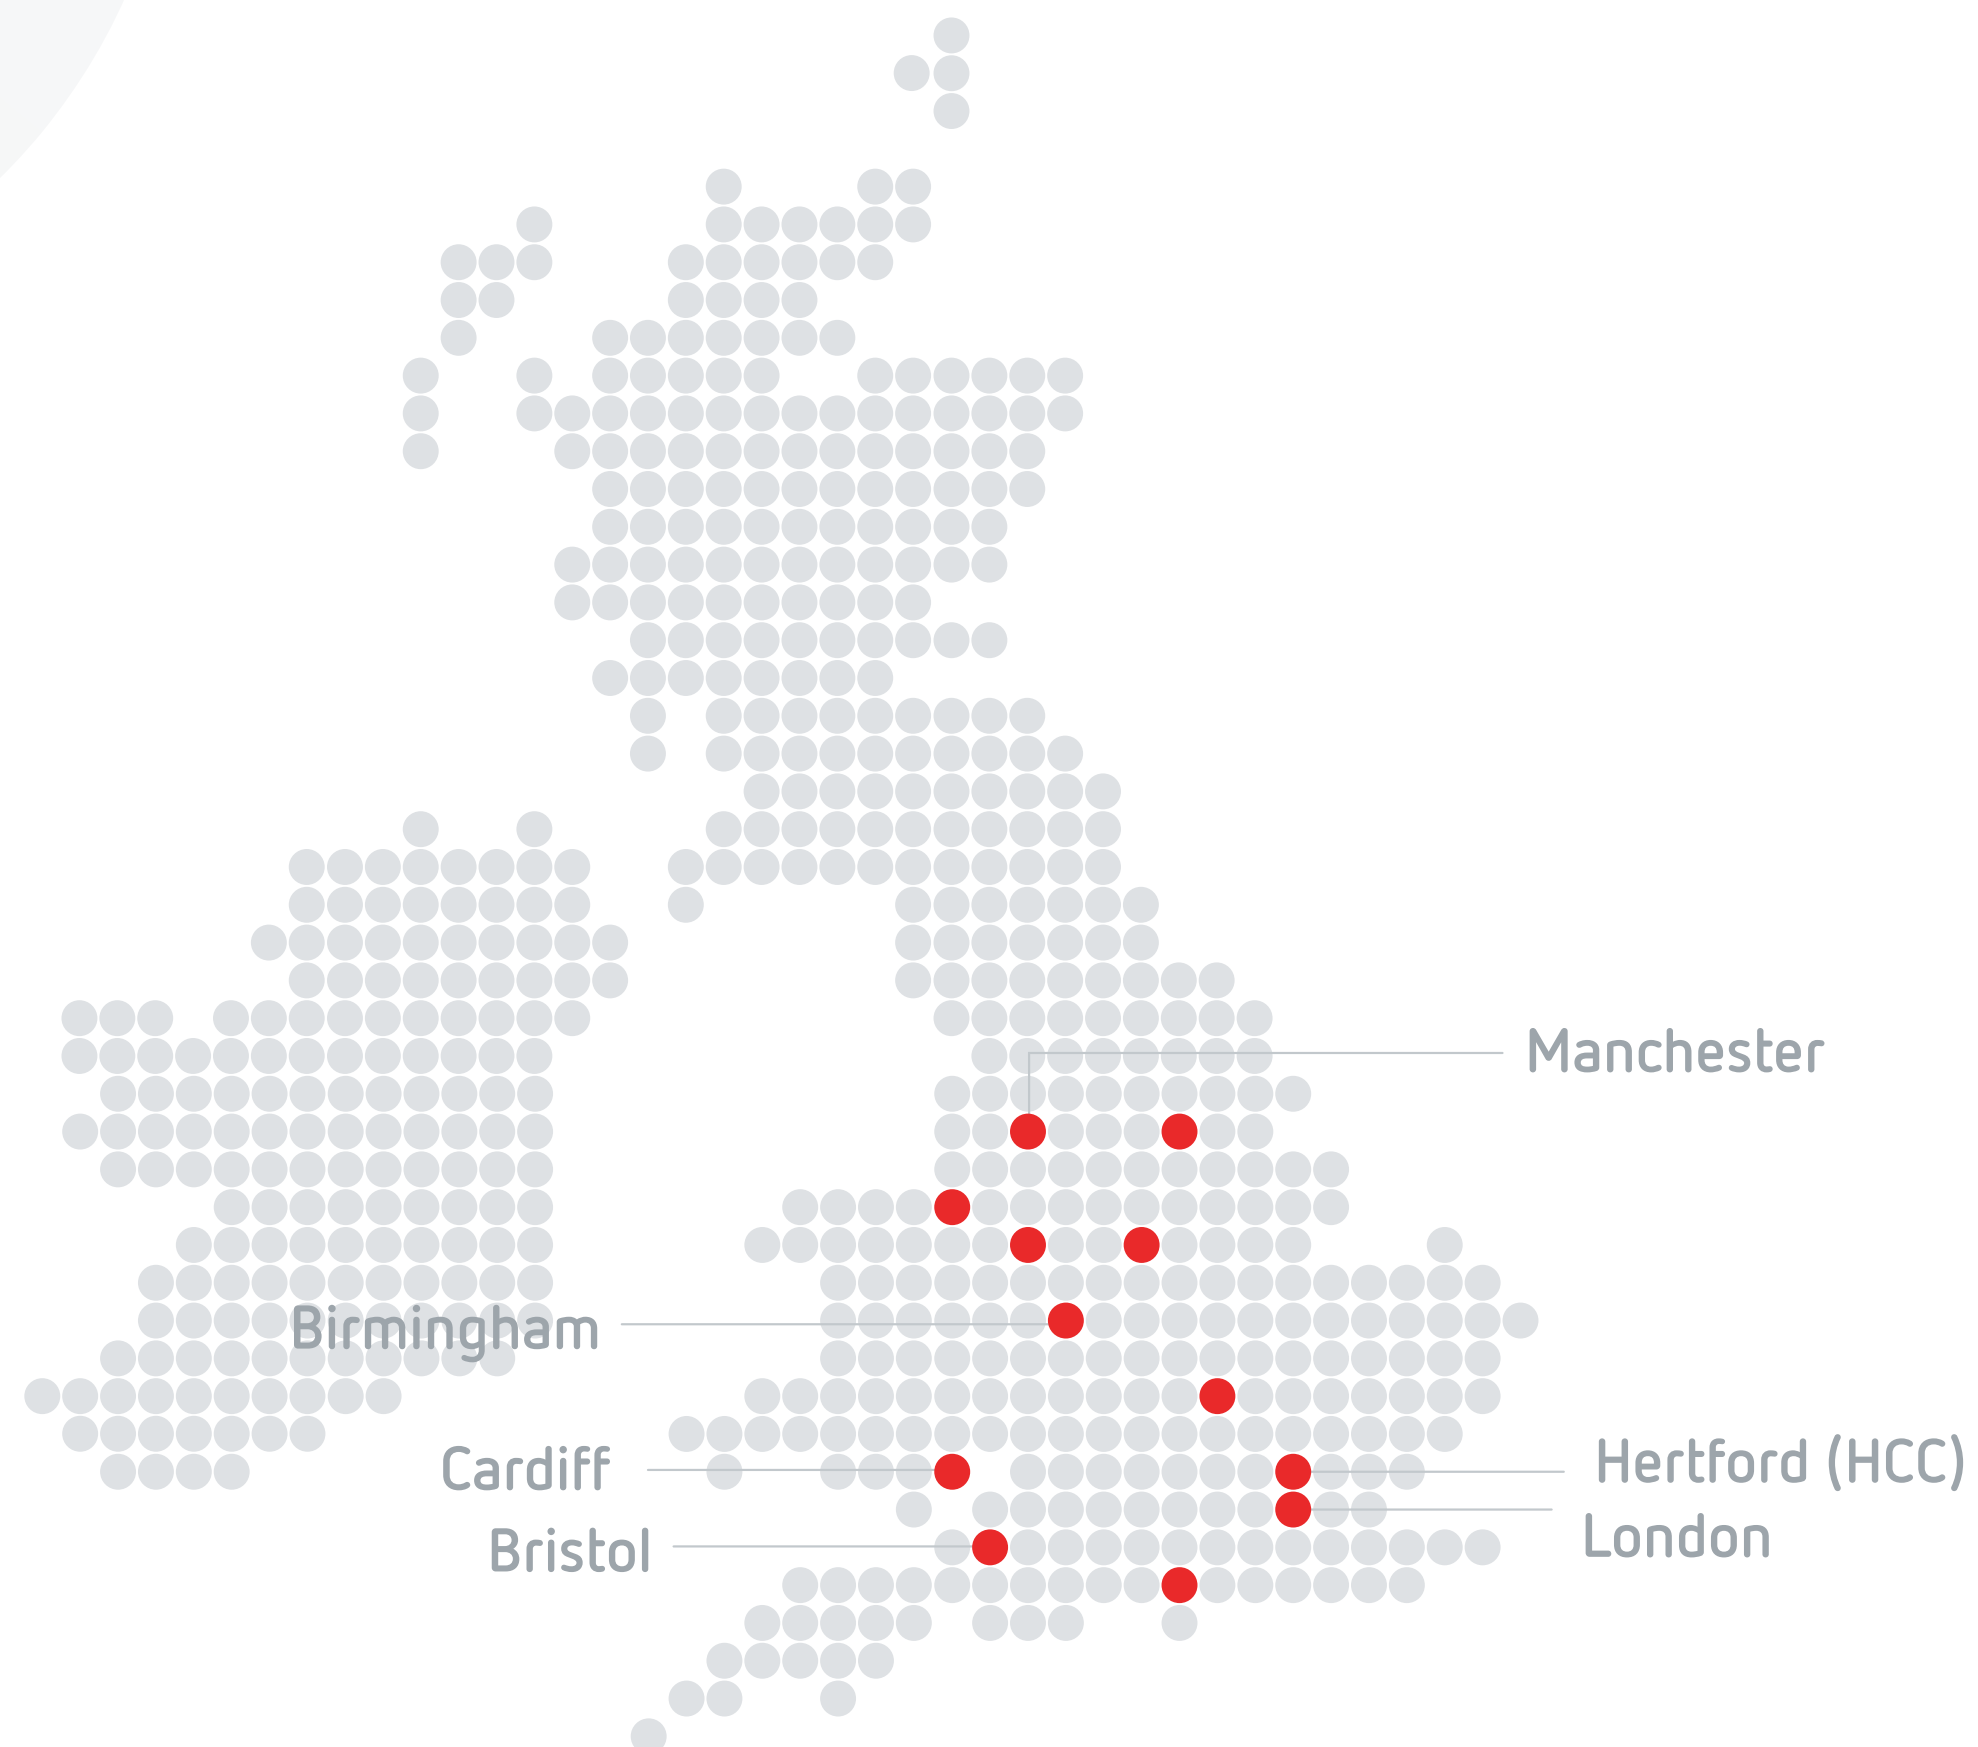 Manchester
Birmingham
Cardiff
Hertford (HCC)
London
Bristol